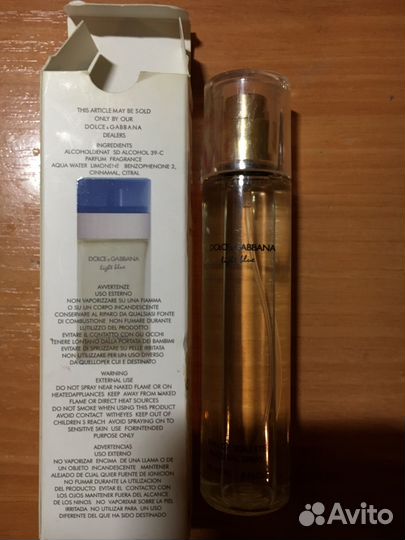 THIS ARTICLE MAY BE SOLD
ONLY BY OUR
DOLCE & GABBANA
DEALERS
INGREDIENTS
ALCOHOLDENAT SD ALCOHOL 39-C
PARFUM FRAGRANCE
AQUA WATER LIMONENE BENZOPHENONE 2,
CINNAMAL, CITRAL
DOLCE & GABBANA
light blue
AVVERTENZE
USO ESTERNO
NON VAPORIZZARE SU UNA FIAMMA
O SU UN CORPO INCANDESCENTE
CONSERVARE AL RIPARO DA QUALSIASI FONTE
DI COMBUSTIONE NON FUMARE DURANTE
LUTILIZZO DEL PRODOTTO
EVITARE IL CONTATTO CON GU OCCHI
TENERE LONTANO DALLA PORTATA DEI BAMBIMI
EVITARE DI SPRUZZARE SU PELLE IRRITATA
NON UTILIZZARE PER UN USO DIVERSO
DA QUELLOPER CUI E DESTINATO
WARNING
EXTERNAL USE
DO NOT SPRAY NEAR NAKED FLAME OR ON
HEATEDAPPLIANCES KEEP AWAY FROM MAKED
FLAME OR DIRECT HEAT SOURCES
DO NOT SMOKE WHEN USING THIS PRODUCT
AVOID CONTACT WITHEYES KEEP OUT OF
CHILDREN'S REACH AVOID SPRAYING ON TO
SENSITIVE SKIN USE FORINTENDED
PURPOSE ONLY
ADVERTENCIAS
USO EXTERNO
NO VAPORIZAR ENCIMA DE UNA LLAMA O DE
UN OBJETO INCANDESCENTE MANTENER
ALEJADO DE CUAL QUIER FUENTE DE IGNICION
NO FUMAR DURANTE LA UTILIZACION
DEL PRODUCTO EVITAR EL CONTACTO CON
LOS OJOS MANTENER FUERA DEL ALCANCE
DE LOS NINOS NO VAPORIZAR SOBRE LA PIEL
IRRITADA NO UTILIZAR PARA UN USO
DIFERENTE DEL QUE HA SIDO DESTINADO
DOLCE & GABBANA
light blue
Avito